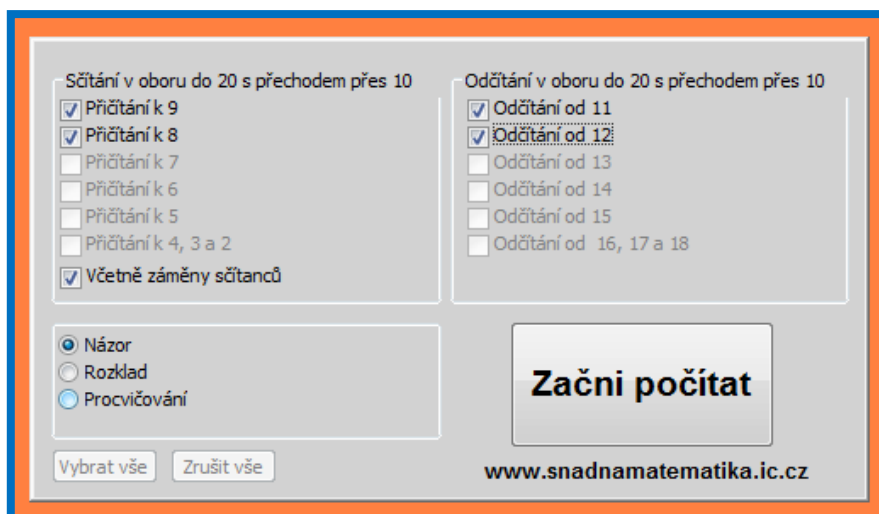 Sčítání v oboru do 20 s přechodem přes 10
Přičítání k 9
Přičítání k 8
Přičítání k 7
Přičítání k 6
Přičítání k 5
Přičítání k 4, 3 a 2
Včetně záměny sčítanců
Odčítání v oboru do 20 s přechodem přes 10
Odčítání od 11
Odčítání od 12
Odčítání od 13
Odčítání od 14
Odčítání od 15
Odčítání od 16, 17 a 18
Názor
Rozklad
Procvičování
Začni počítat
Vybrat vše
Zrušit vše
www.snadnamatematika.ic.cz